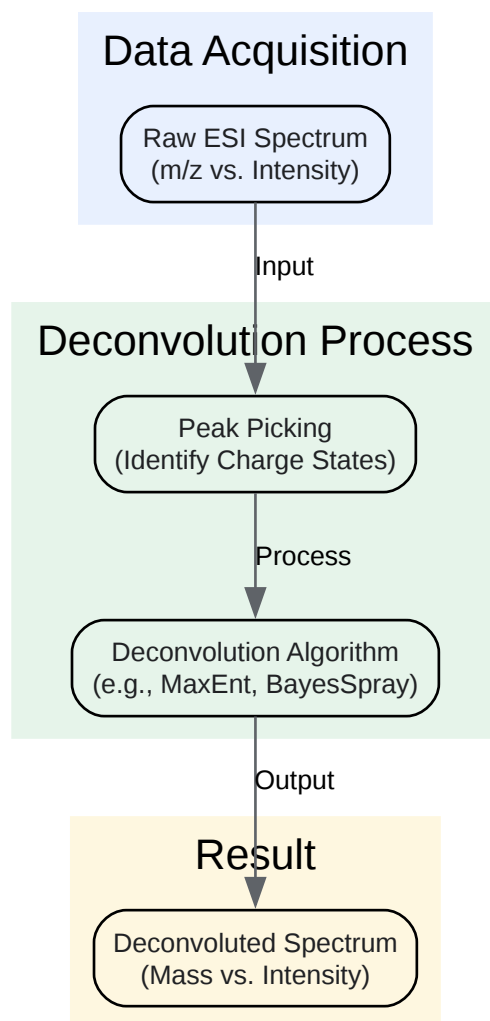 Data Acquisition
Raw ESI Spectrum
(m/z vs. Intensity)
Input
Deconvolution Process
Peak Picking
(Identify Charge States)
Process
Deconvolution Algorithm
(e.g., MaxEnt, BayesSpray)
Output
Result
Deconvoluted Spectrum
(Mass vs. Intensity)